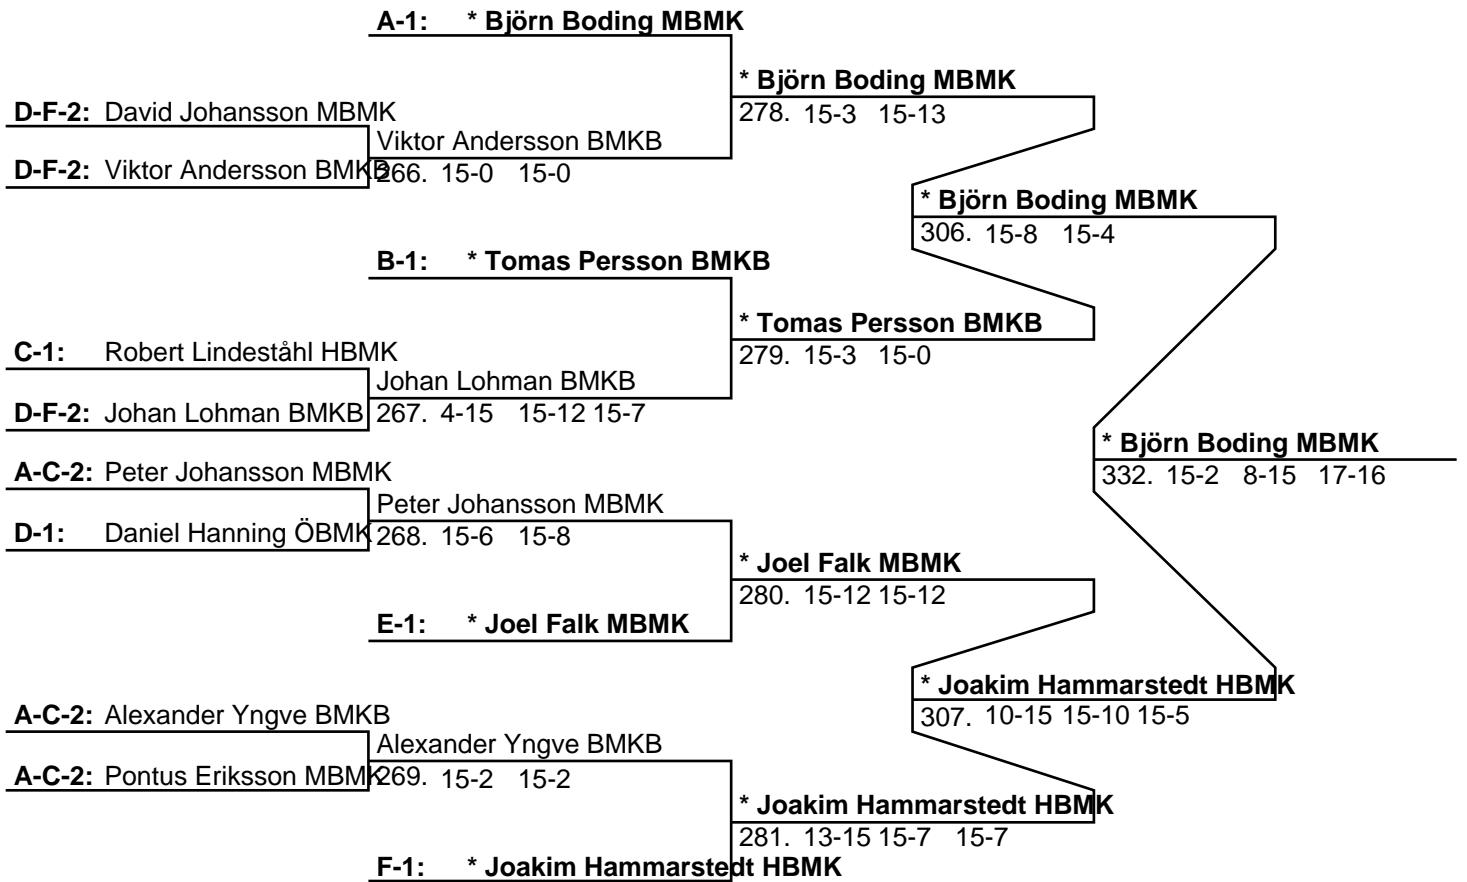 A-1: * Björn Boding MBMK
* Björn Boding MBMK
D-F-2: David Johansson MBMK
278. 15-3 15-13
Viktor Andersson BMKB
D-F-2: Viktor Andersson BMKB
266. 15-0 15-0
* Björn Boding MBMK
306. 15-8 15-4
B-1: * Tomas Persson BMKB
* Tomas Persson BMKB
C-1: Robert Lindeståhl HBMK
279. 15-3 15-0
Johan Lohman BMKB
D-F-2: Johan Lohman BMKB
267. 4-15 15-12 15-7
* Björn Boding MBMK
A-C-2: Peter Johansson MBMK
332. 15-2 8-15 17-16
Peter Johansson MBMK
D-1: Daniel Hanning ÖBMK
268. 15-6 15-8
* Joel Falk MBMK
280. 15-12 15-12
E-1: * Joel Falk MBMK
* Joakim Hammarstedt HBMK
A-C-2: Alexander Yngve BMKB
307. 10-15 15-10 15-5
Alexander Yngve BMKB
A-C-2: Pontus Eriksson MBMK
269. 15-2 15-2
* Joakim Hammarstedt HBMK
281. 13-15 15-7 15-7
F-1: * Joakim Hammarstedt HBMK